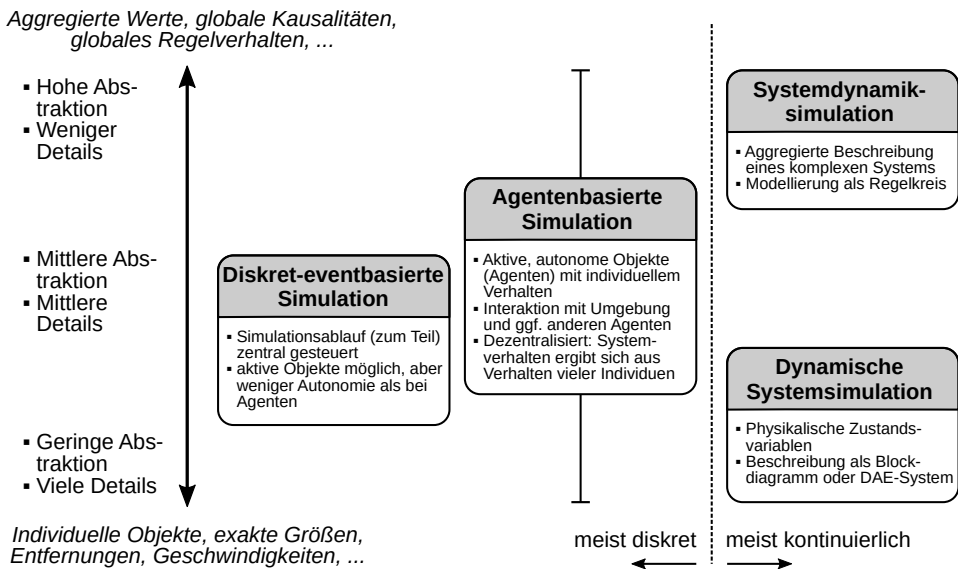 Aggregierte Werte, globale Kausalitäten,
globales Regelverhalten, ...
▪ Hohe Abs-
traktion
▪ Weniger
Details
▪ Mittlere Abs-
traktion
▪ Mittlere
Details
▪ Geringe Abs-
traktion
▪ Viele Details
Individuelle Objekte, exakte Größen,
Entfernungen, Geschwindigkeiten, ...
Diskret-eventbasierte
Simulation
▪ Simulationsablauf (zum Teil)
zentral gesteuert
▪ aktive Objekte möglich, aber
weniger Autonomie als bei
Agenten
Agentenbasierte
Simulation
▪ Aktive, autonome Objekte
(Agenten) mit individuellem
Verhalten
▪ Interaktion mit Umgebung
und ggf. anderen Agenten
▪ Dezentralisiert: System-
verhalten ergibt sich aus
Verhalten vieler Individuen
Systemdynamik-
simulation
▪ Aggregierte Beschreibung
eines komplexen Systems
▪ Modellierung als Regelkreis
Dynamische
Systemsimulation
▪ Physikalische Zustands-
variablen
▪ Beschreibung als Block-
diagramm oder DAE-System
meist diskret
meist kontinuierlich